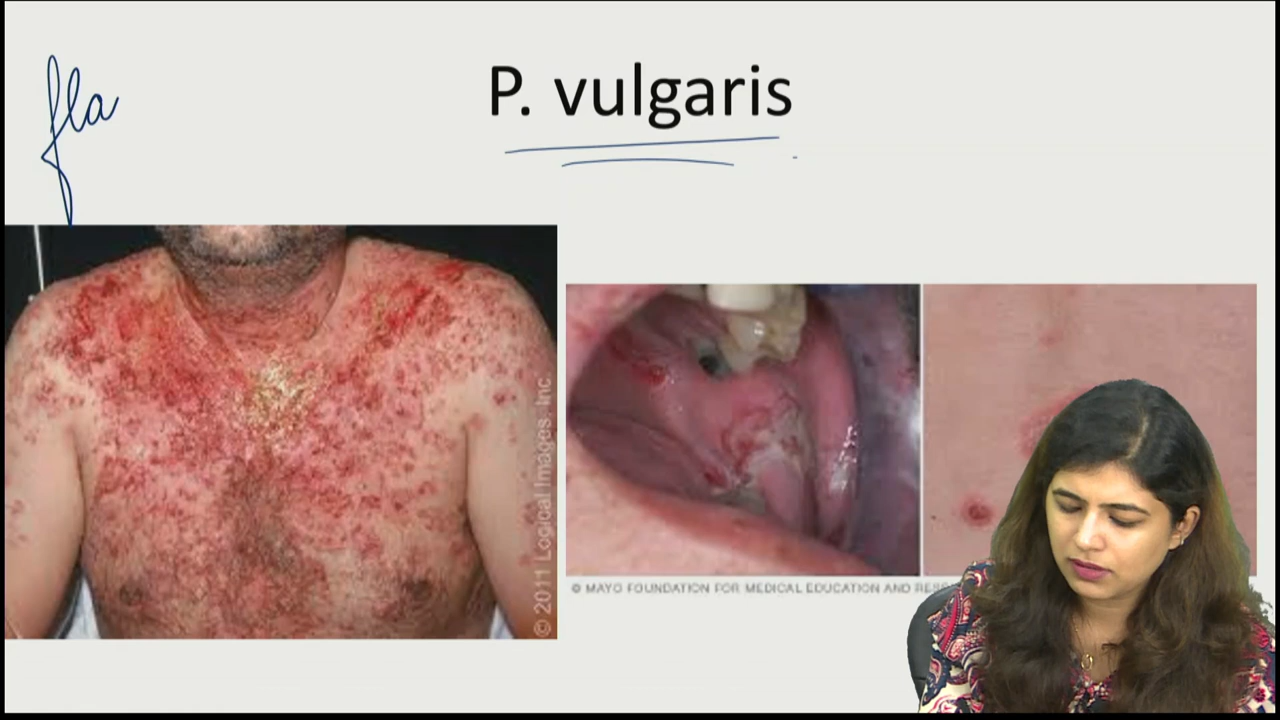 fla
P. vulgaris
© 2011 Logical Images, Inc
© MAYO FOUNDATION FOR MEDICAL EDUCATION AND